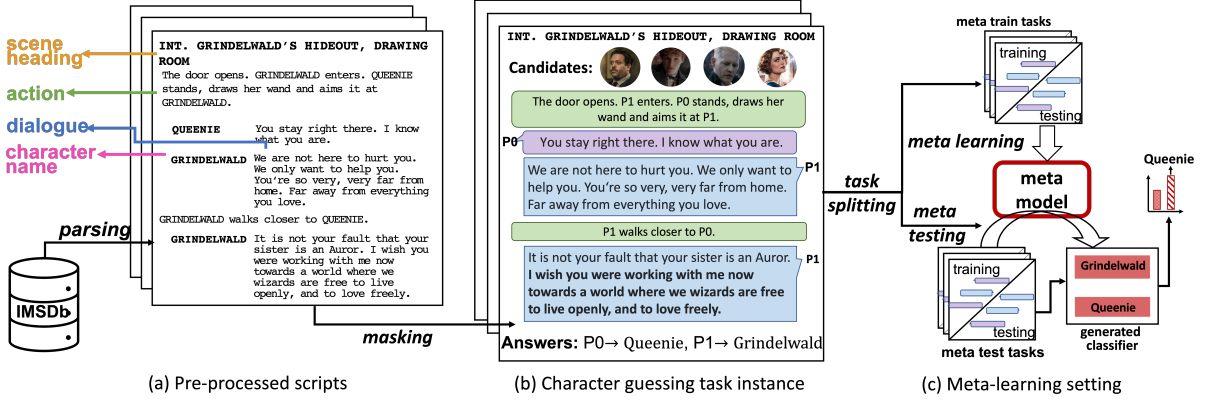 scene
heading
action
dialogue
character
name
parsing
IMSDb
INT. GRINDELWALD'S HIDEOUT, DRAWING
ROOM
The door opens. GRINDELWALD enters. QUEENIE
stands, draws her wand and aims it at
GRINDELWALD.
QUEENIE
You stay right there. I know
what you are.
GRINDELWALD
We are not here to hurt you.
We only want to help you.
You're so very, very far from
home. Far away from everything
you love.
GRINDELWALD walks closer to QUEENIE.
GRINDELWALD
It is not your fault that your
sister is an Auror. I wish you
were working with me now
towards a world where we
wizards are free to live
openly, and to love freely.
masking
(a) Pre-processed scripts
INT. GRINDELWALD'S HIDEOUT, DRAWING ROOM
Candidates:
The door opens. P1 enters. P0 stands, draws her
wand and aims it at P1.
P0
You stay right there. I know what you are.
We are not here to hurt you. We only want to
help you. You're so very, very far from home.
Far away from everything you love.
P1
P1 walks closer to P0.
It is not your fault that your sister is an Auror.
I wish you were working with me now
towards a world where we wizards are free
to live openly, and to love freely.
P1
Answers: P0→ Queenie, P1→ Grindelwald
(b) Character guessing task instance
task
splitting
meta train tasks
training
testing
meta learning
meta
model
meta
testing
training
testing
meta test tasks
Grindelwald
Queenie
generated
classifier
Queenie
(c) Meta-learning setting